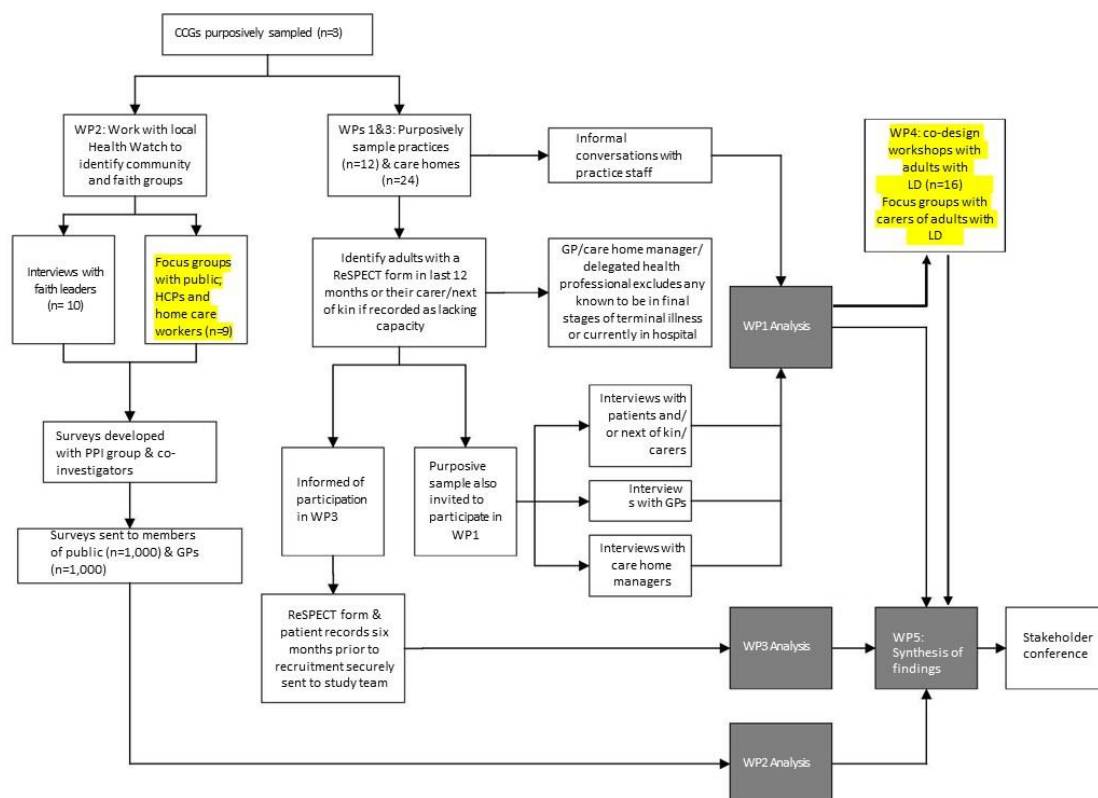 CCGs purposively sampled (n=3)
WP2: Work with local
Health Watch to
identify community
and faith groups
WPs 1&3: Purposively
sample practices
(n=12) & care homes
(n=24)
Informal
conversations with
practice staff
WP4: co-design
workshops with
adults with
LD (n=16)
Focus groups with
carers of adults with
LD
Interviews with
faith leaders
(n= 10)
Focus groups
with public;
HCPs and
home care
workers (n=9)
Identify adults with a
ReSPECT form in last 12
months or their carer/next
of kin if recorded as lacking
capacity
GP/care home manager/
delegated health
professional excludes any
known to be in final
stages of terminal illness
or currently in hospital
WP1 Analysis
Surveys developed
with PPI group & co-
investigators
Informed of
participation
in WP3
Purposive
sample also
invited to
participate in
WP1
Interviews with
patients and/
or next of kin/
carers
Interview
s with GPs
Interviews with
care home
managers
Surveys sent to members
of public (n=1,000) & GPs
(n=1,000)
ReSPECT form &
patient records six
months prior to
recruitment securely
sent to study team
WP3 Analysis
WP5:
Synthesis of
findings
Stakeholder
conference
WP2 Analysis